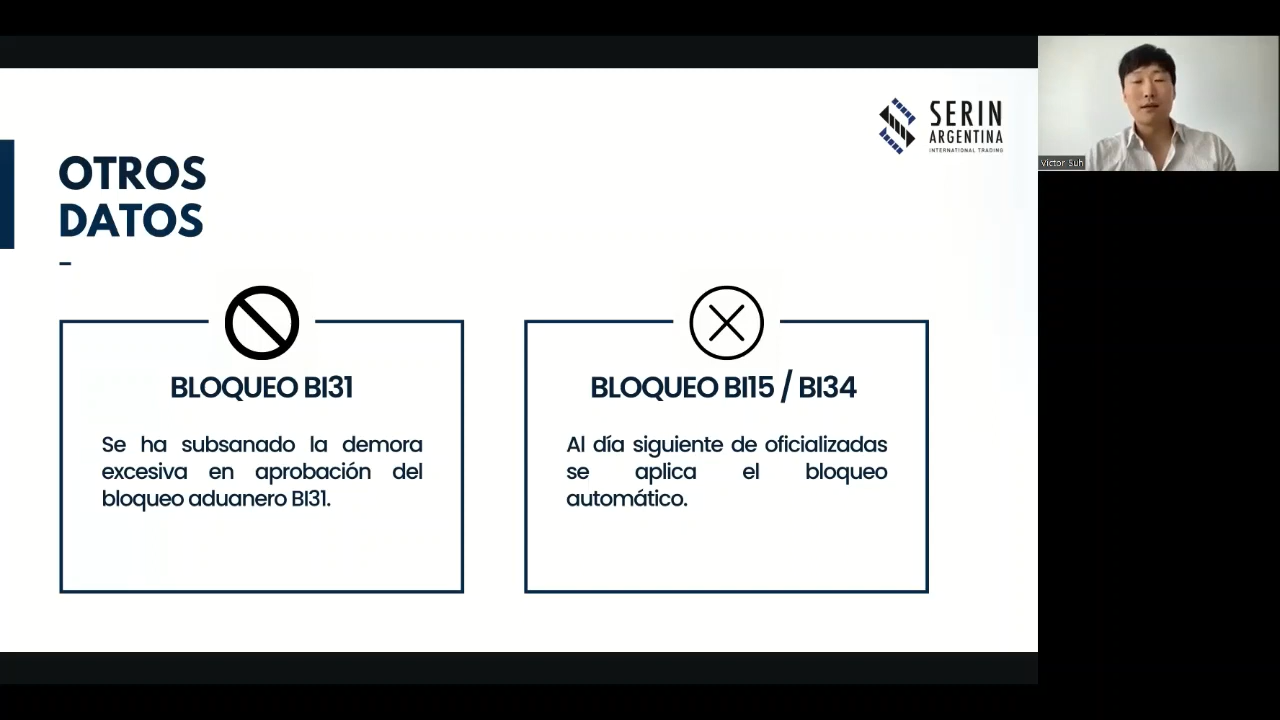 SERIN
ARGENTINA
INTERNATIONAL TRADING
Victor Suh
OTROS
DATOS
BLOQUEO BI31
Se ha subsanado la demora
excesiva en aprobación del
bloqueo aduanero BI31.
BLOQUEO BI15 / BI34
Al día siguiente de oficializadas
se aplica el bloqueo
automático.